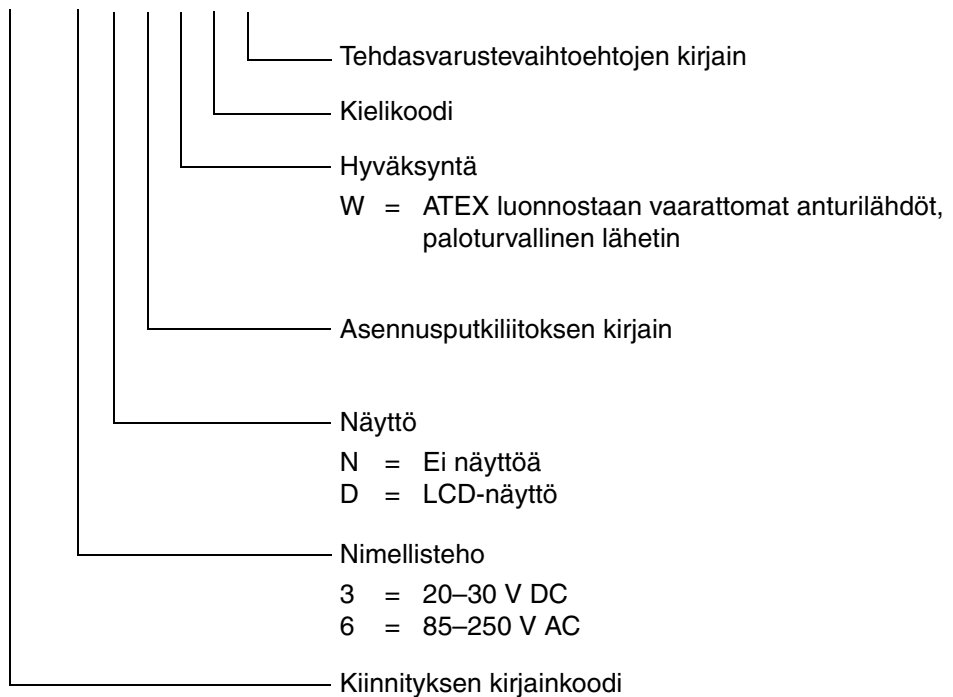 Tehdasvarustevaihtoehtojen kirjain
Kielikoodi
Hyväksyntä
W = ATEX luonnostaan vaarattomat anturilähdöt,
paloturvallinen lähetin
Asennusputkiliitoksen kirjain
Näyttö
N = Ei näyttöä
D = LCD-näyttö
Nimellisteho
3 = 20–30 V DC
6 = 85–250 V AC
Kiinnityksen kirjainkoodi